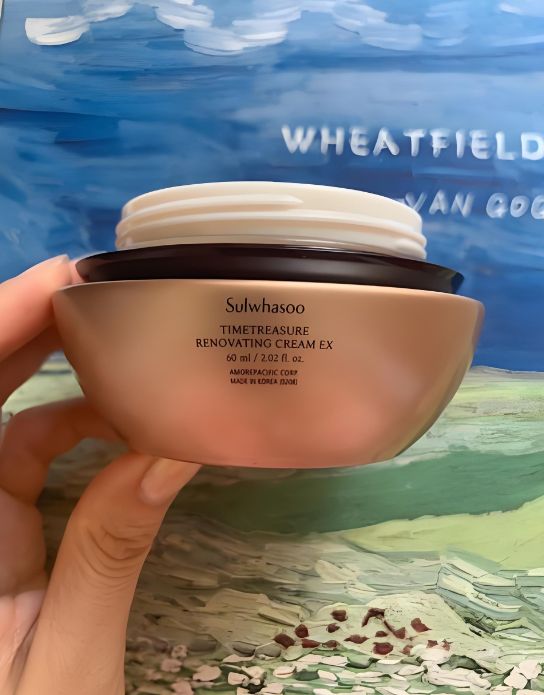 WHEATFIELD
VAN GOG
Sulwhasoo
TIMETREASURE
RENOVATING CREAM EX
60 ml / 2.02 fl. oz.
AMOREPACIFIC CORP
MADE IN KOREA (0208)